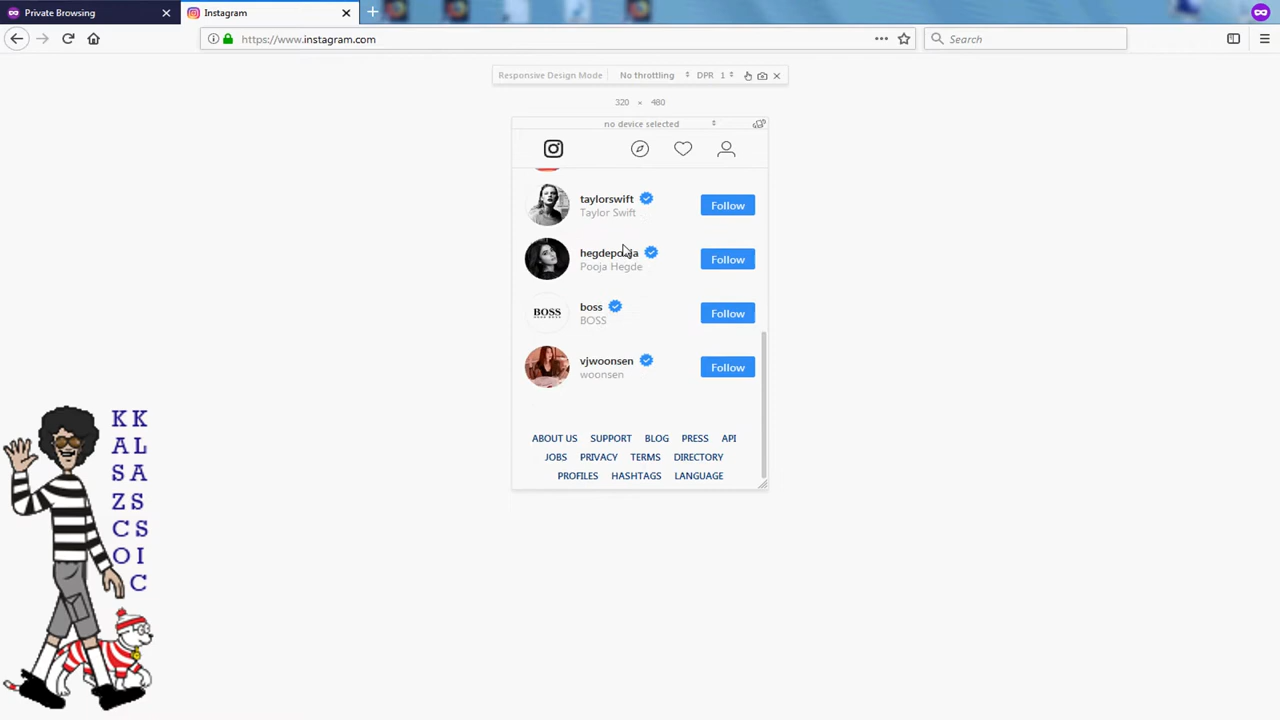 Private Browsing
Instagram
https://www.instagram.com
Search
Responsive Design Mode No throttling DPR 1
320 × 480
no device selected
taylorswift
Taylor Swift
Follow
hegdepooja
Pooja Hegde
Follow
BOSS
boss
BOSS
Follow
vjwoonsen
woonsen
Follow
ABOUT US SUPPORT BLOG PRESS API
JOBS PRIVACY TERMS DIRECTORY
PROFILES HASHTAGS LANGUAGE
K K
A L
S A
Z S
C S
O I
C